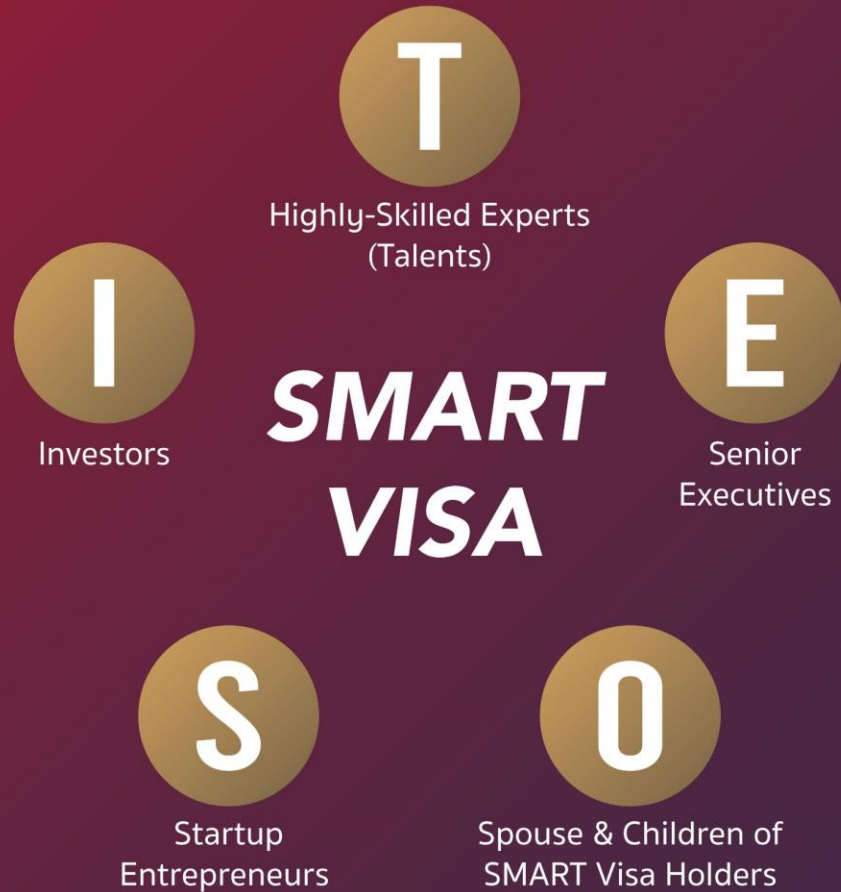 T
Highly-Skilled Experts
(Talents)
I
Investors
E
Senior
Executives
SMART
VISA
S
Startup
Entrepreneurs
O
Spouse & Children of
SMART Visa Holders